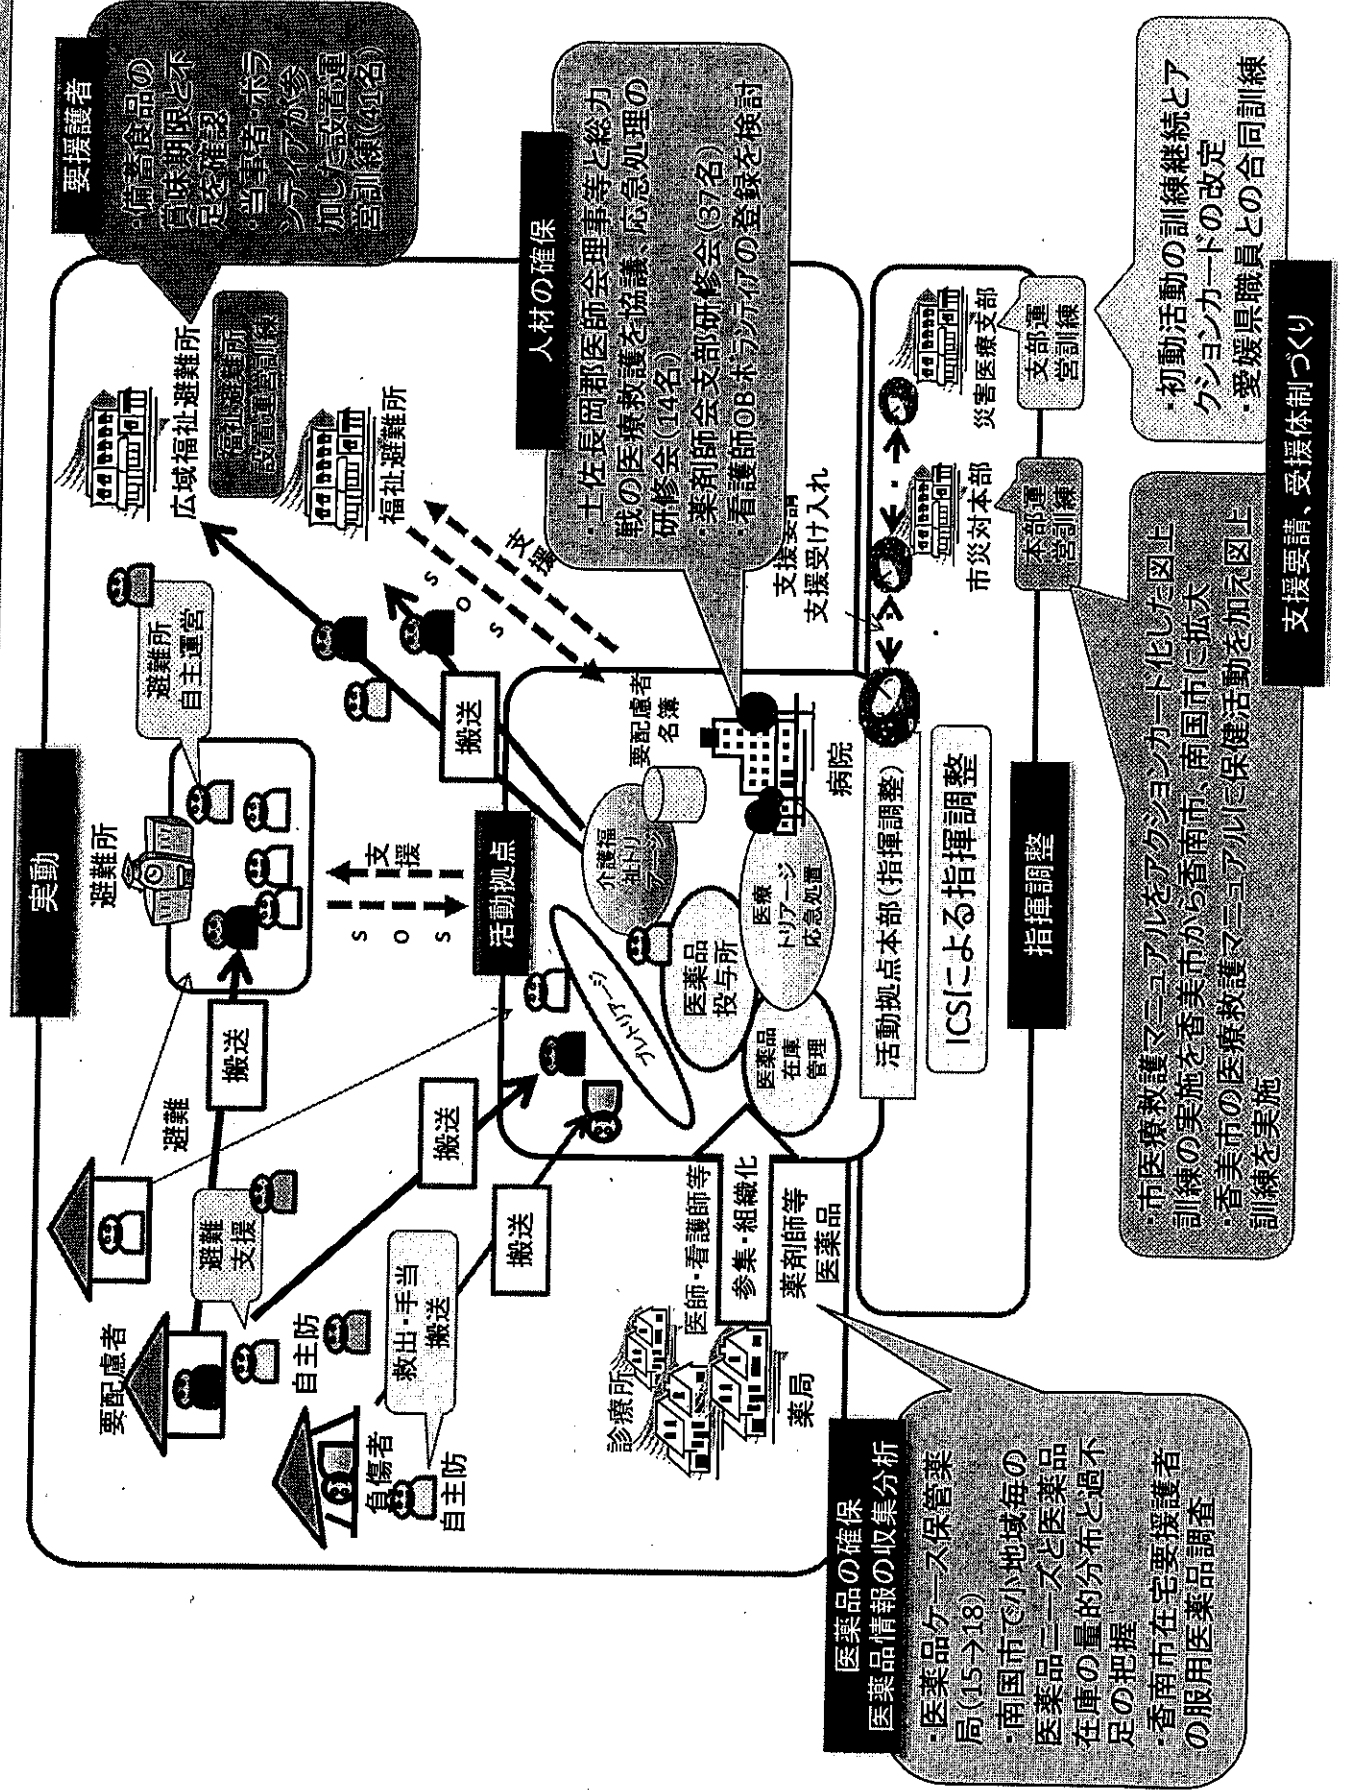 実動
要援護者
・備蓄食品の
賞味期限と不
足を確認
・当事者・ボラ
ンティアが参
加した設置運
営訓練(41名)
広域福祉避難所
福祉避難所
設置運営訓練
福祉避難所
避難所
避難所
自主運営
避難
搬送
要配慮者
避難
支援
自主防
負傷者
自主防
救出・手当
搬送
搬送
搬送
搬送
S
O
S
支援
S
O
S
支援
人材の確保
・土佐長岡郡医師会理事等と総力
戦の医療救護を協議、応急処理の
研修会(14名)
・薬剤師会支部研修会(37名)
・看護師OBボランティアの登録を検討
活動拠点
プレトリアージ
介護福
祉トリ
アージ
要配慮者
名簿
医薬品
投与所
医療
トリアージ
応急処置
医薬品
在庫
管理
病院
診療所
薬局
医師・看護師等
参集・組織化
薬剤師等
医薬品
活動拠点本部(指揮調整)
ICSによる指揮調整
支援要請
支援受け入れ
市災対本部
災害医療支部
本部運
営訓練
支部運
営訓練
指揮調整
医薬品の確保
医薬品情報の収集分析
・医薬品ケース保管薬
局(15→18)
・南国市で小地域毎の
医薬品ニーズと医薬品
在庫の量的分布と過不
足の把握
・香南市在宅要援護者
の服用医薬品調査
・市医療救護マニュアルをアクションカード化した図上
訓練の実施を香美市から香南市、南国市に拡大
・香美市の医療救護マニュアルに保健活動を加え図上
訓練を実施
・初動活動の訓練継続とア
クションカードの改定
・愛媛県職員との合同訓練
支援要請、受援体制づくり